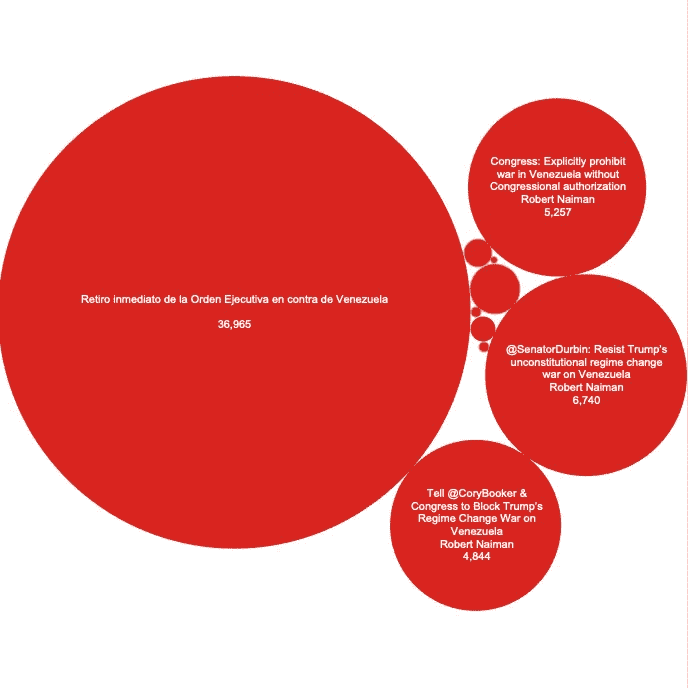 Retiro inmediato de la Orden Ejecutiva en contra de Venezuela
36,965
Congress: Explicitly prohibit
war in Venezuela without
Congressional authorization
Robert Naiman
5,257
@SenatorDurbin: Resist Trump's
unconstitutional regime change
war on Venezuela
Robert Naiman
6,740
Tell @CoryBooker &
Congress to Block Trump's
Regime Change War on
Venezuela
Robert Naiman
4,844